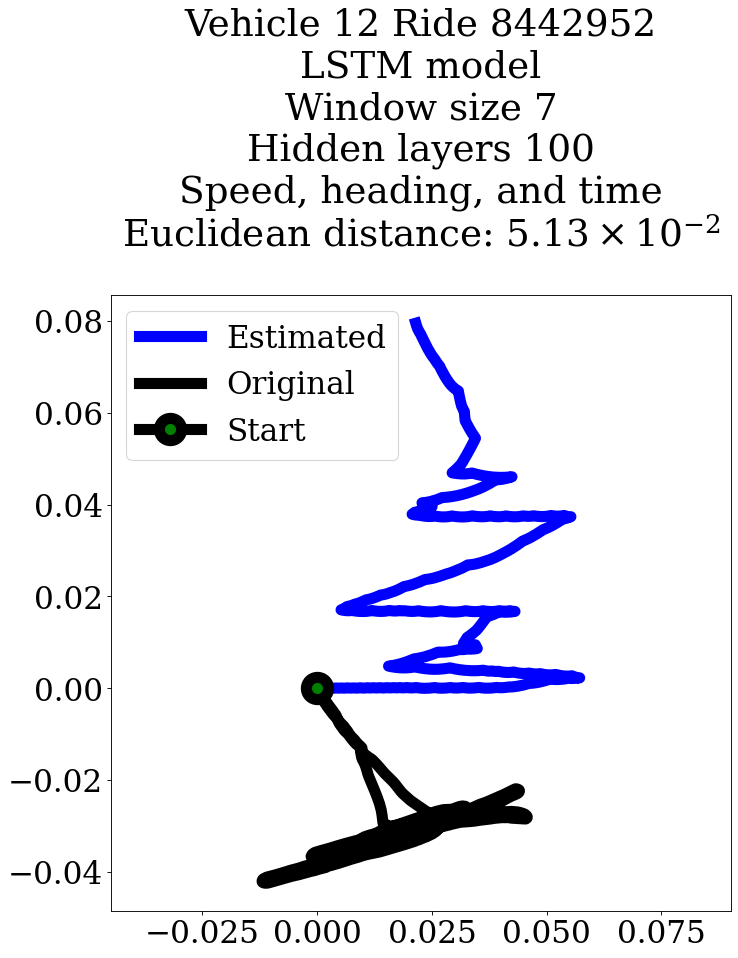 Vehicle 12 Ride 8442952
LSTM model
Window size 7
Hidden layers 100
Speed, heading, and time
Euclidean distance: 5.13 × 10⁻²
Estimated
Original
Start
0.08
0.06
0.04
0.02
0.00
−0.02
−0.04
−0.025 0.000 0.025 0.050 0.075